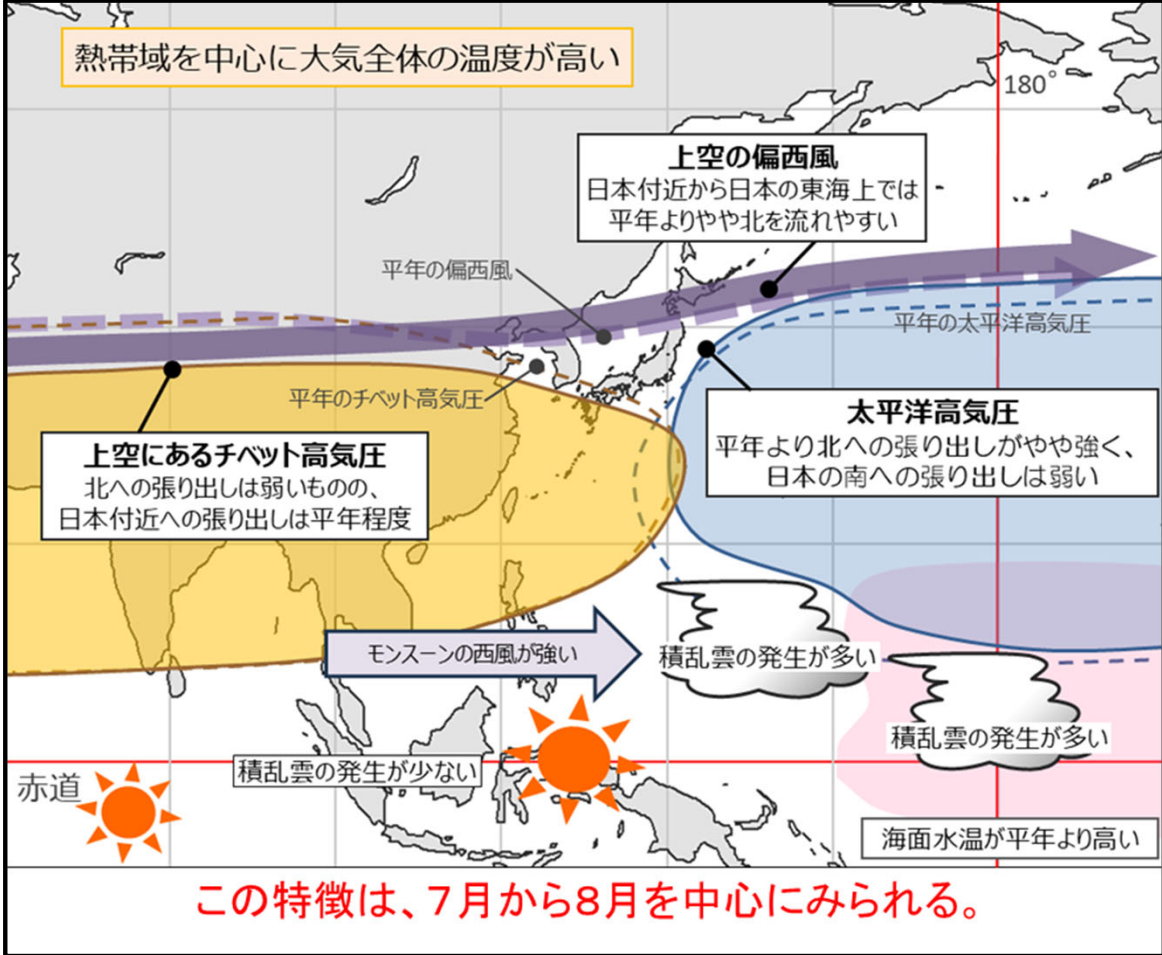 熱帯域を中心に大気全体の温度が高い
180°
上空の偏西風
日本付近から日本の東海上では
平年よりやや北を流れやすい
平年の偏西風
平年の太平洋高気圧
平年のチベット高気圧
上空にあるチベット高気圧
北への張り出しは弱いものの、
日本付近への張り出しは平年程度
太平洋高気圧
平年より北への張り出しがやや強く、
日本の南への張り出しは弱い
モンスーンの西風が強い
積乱雲の発生が多い
積乱雲の発生が多い
積乱雲の発生が少ない
赤道
海面水温が平年より高い
この特徴は、７月から８月を中心にみられる。